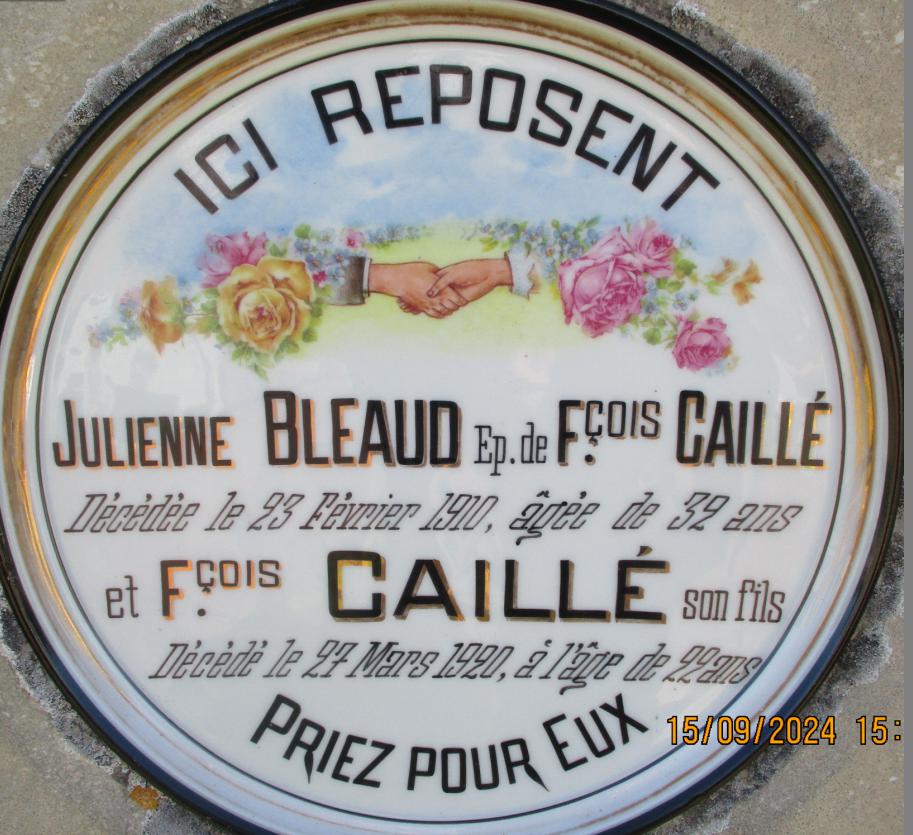 ICI REPOSENT
JULIENNE BLEAUD Ep. de Fçois CAILLÉ
Décédée le 23 Février 1910, âgée de 32 ans
et Fçois CAILLÉ son fils
Décédé le 27 Mars 1920, á l'âge de 22 ans
PRIEZ POUR EUX
15/09/2024 15: